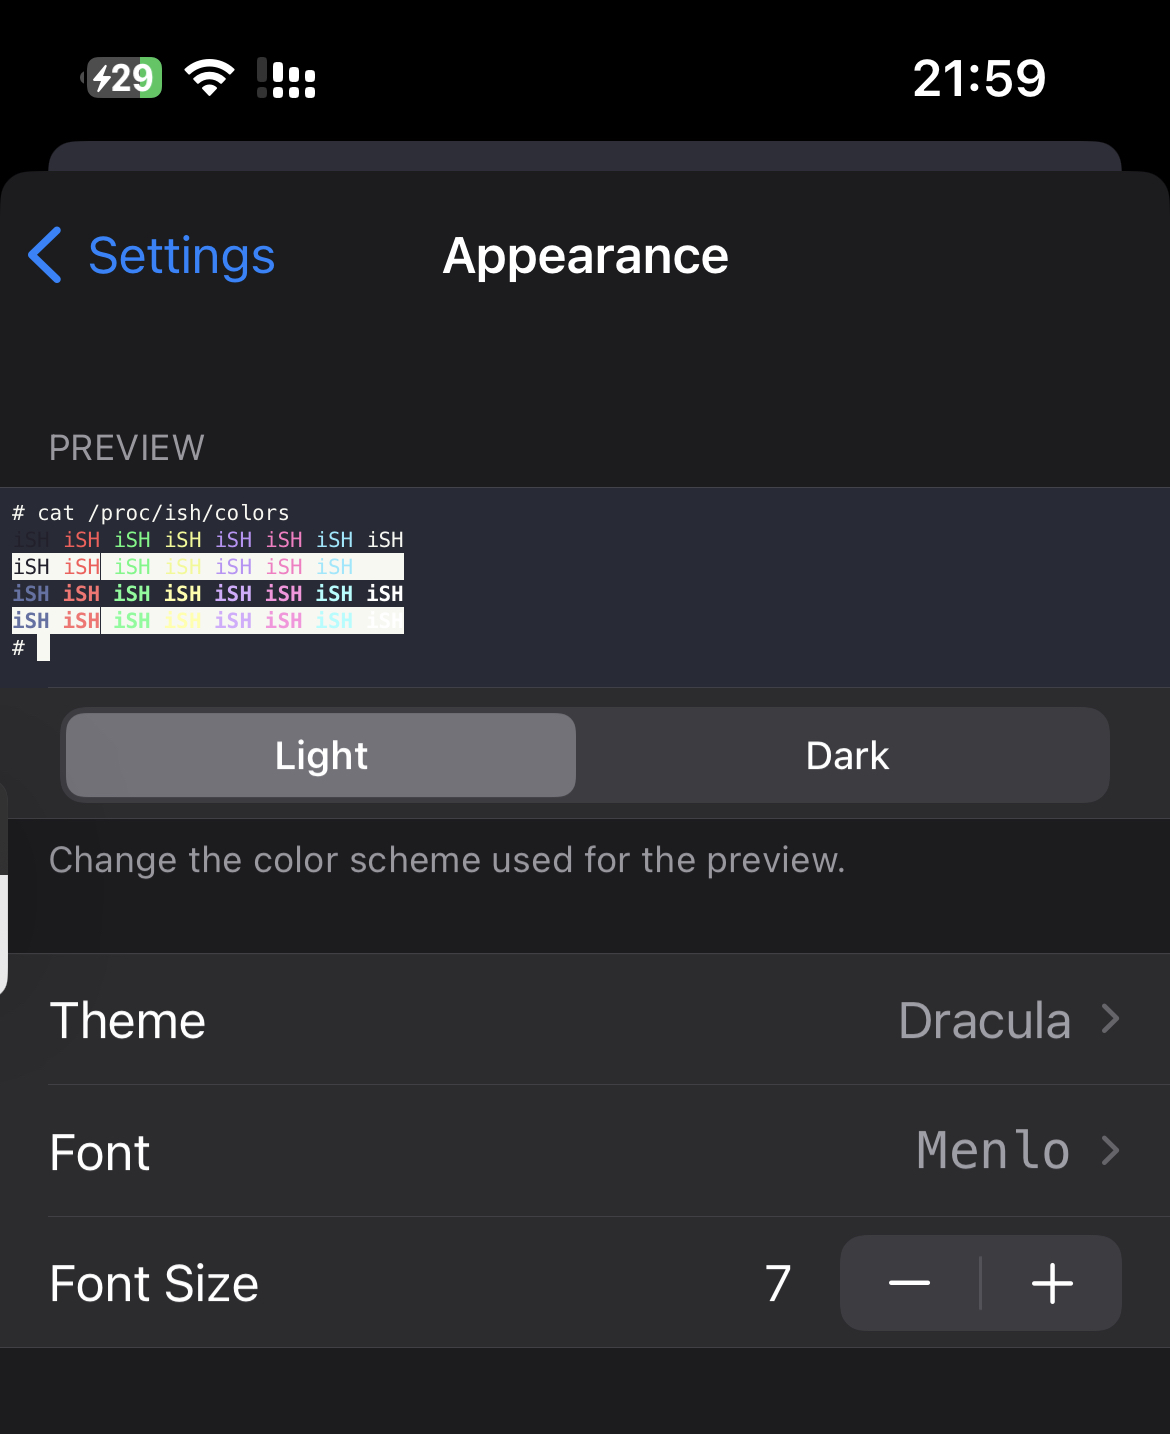 29
21:59
Settings
Appearance
PREVIEW
# cat /proc/ish/colors
iSH iSH iSH iSH iSH iSH iSH iSH
iSH iSH iSH iSH iSH iSH iSH
iSH iSH iSH iSH iSH iSH iSH iSH
iSH iSH iSH iSH iSH iSH iSH iSH
#
Light
Dark
Change the color scheme used for the preview.
Theme
Dracula
Font
Menlo
Font Size
7